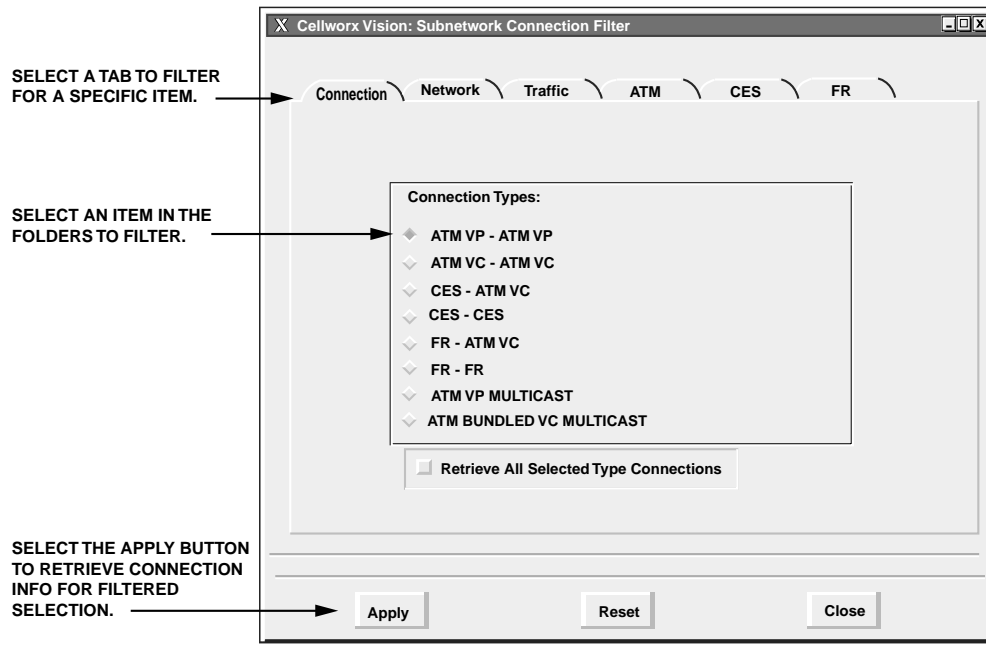 X Cellworx Vision: Subnetwork Connection Filter
SELECT A TAB TO FILTER
FOR A SPECIFIC ITEM.
Connection Network Traffic ATM CES FR
Connection Types:
SELECT AN ITEM IN THE
FOLDERS TO FILTER.
ATM VP - ATM VP
ATM VC - ATM VC
CES - ATM VC
CES - CES
FR - ATM VC
FR - FR
ATM VP MULTICAST
ATM BUNDLED VC MULTICAST
Retrieve All Selected Type Connections
SELECT THE APPLY BUTTON
TO RETRIEVE CONNECTION
INFO FOR FILTERED
SELECTION.
Apply Reset Close